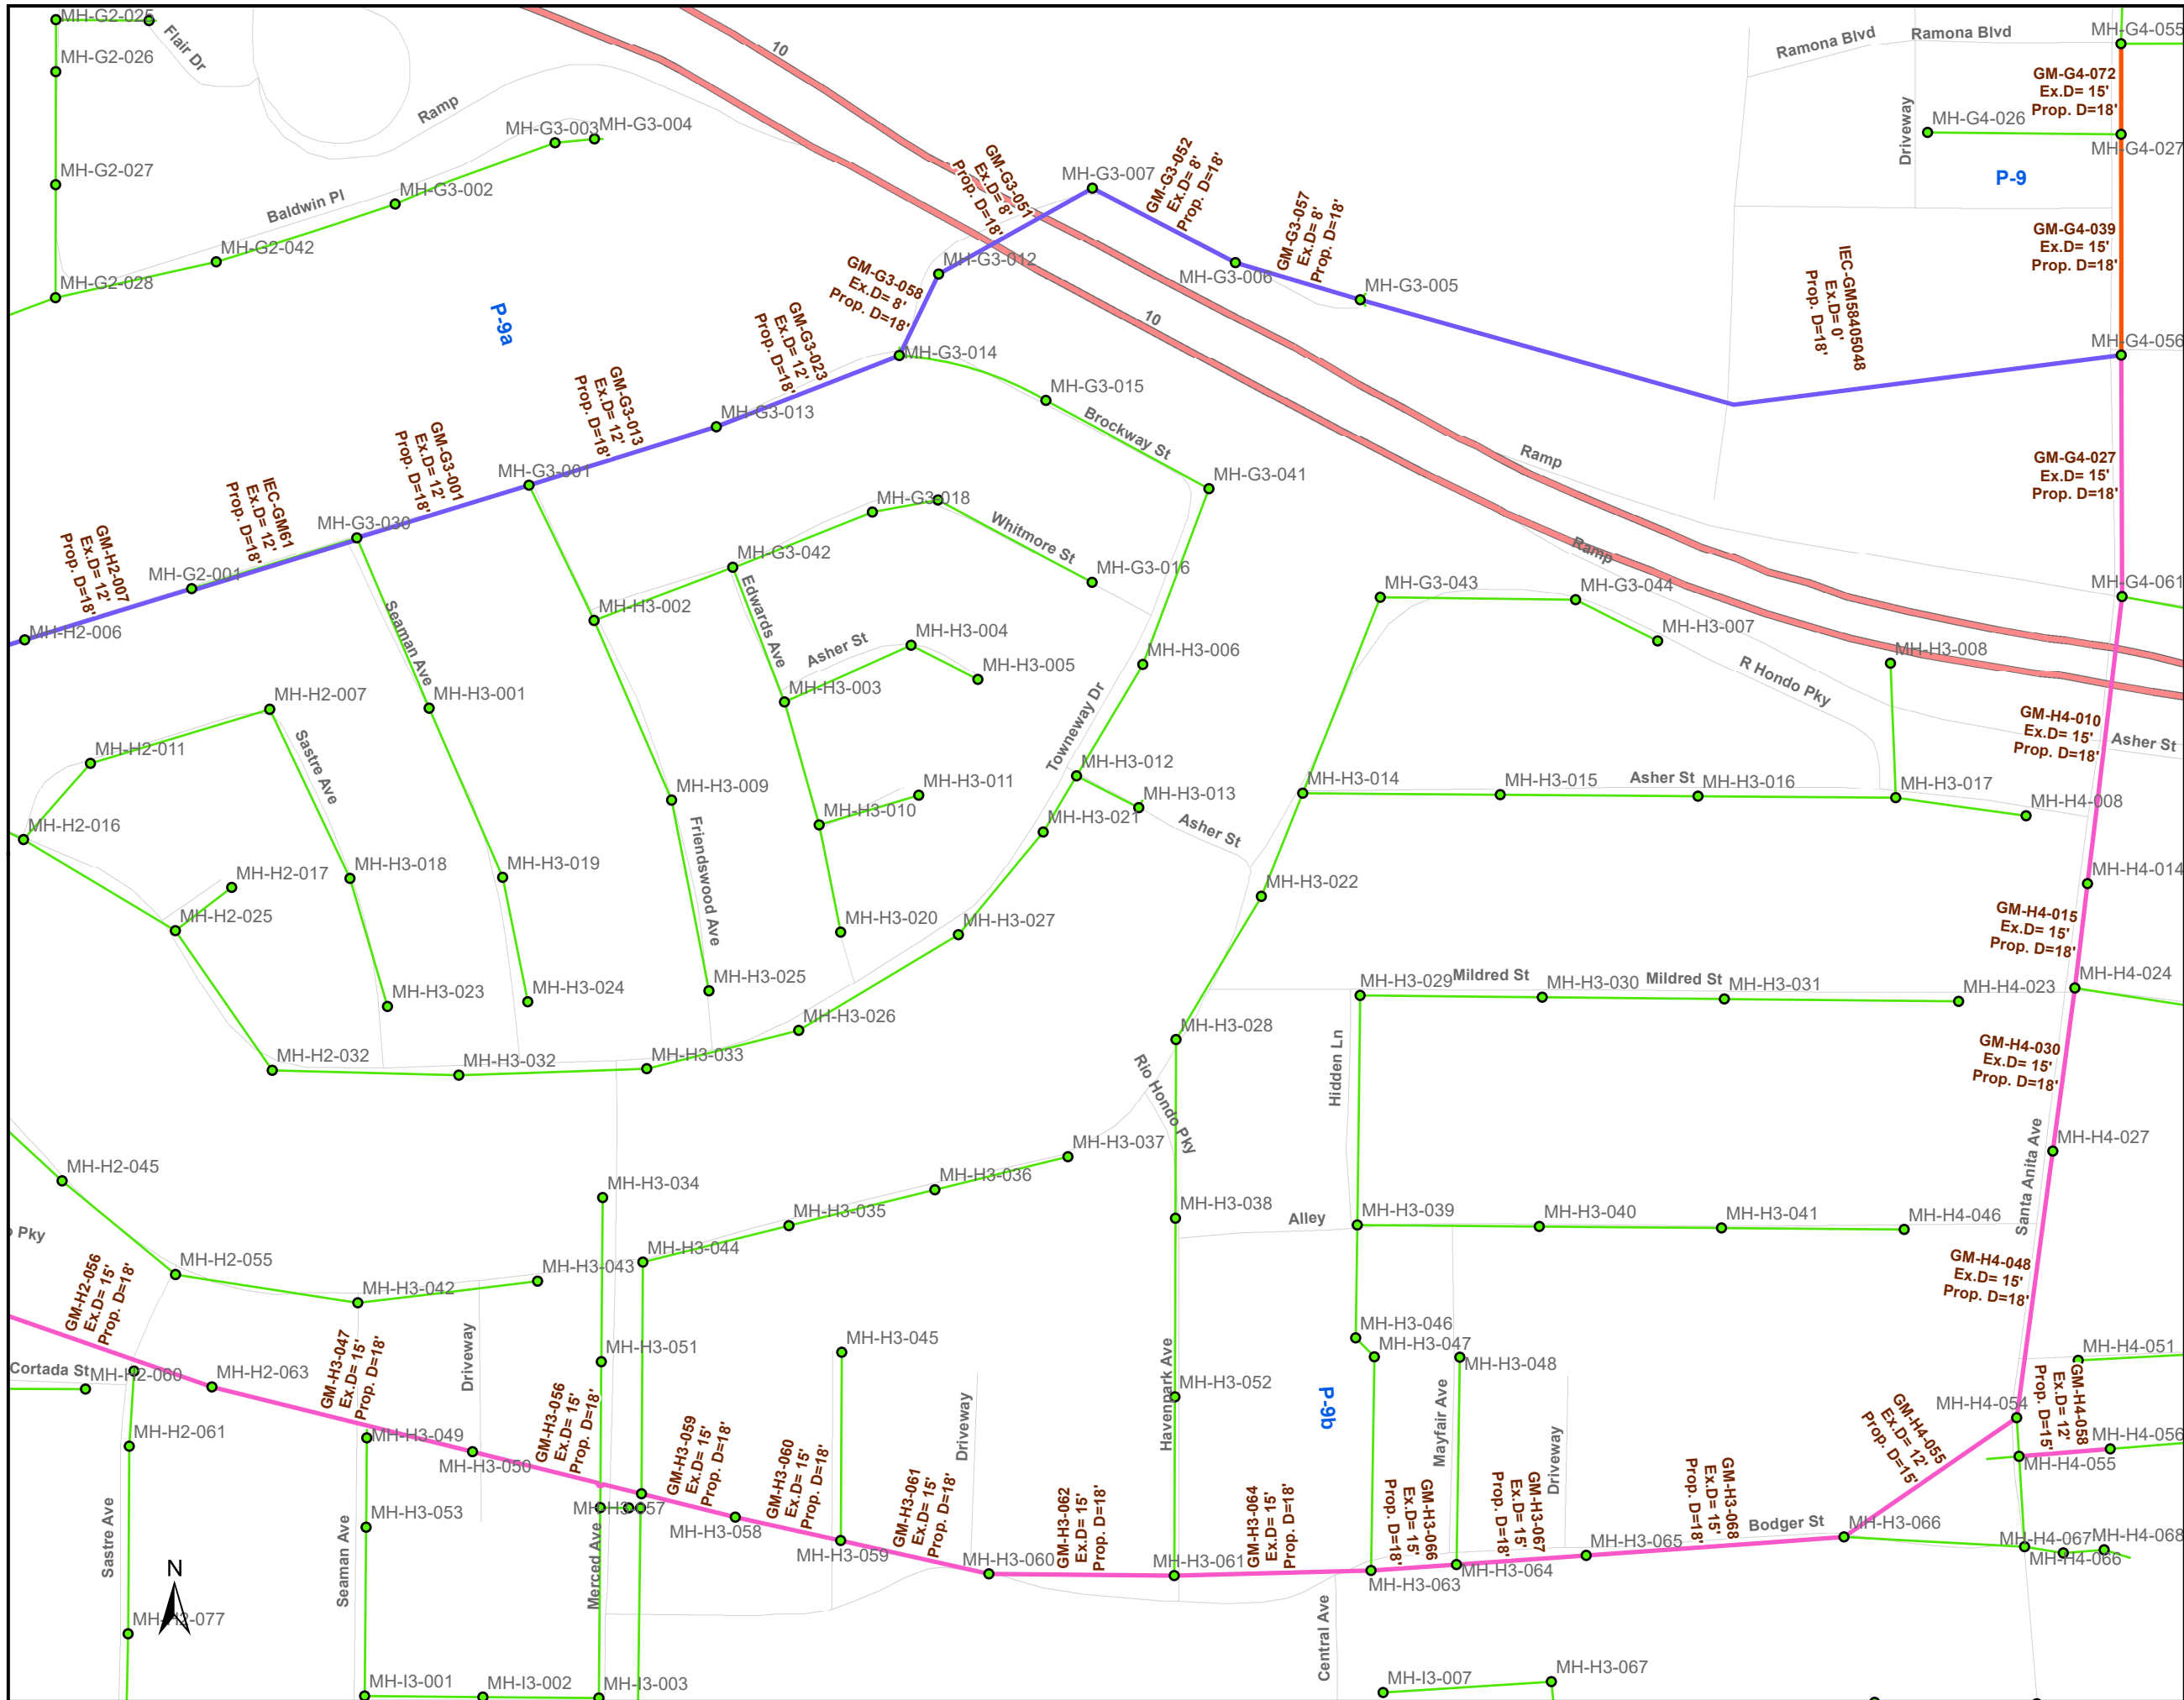 MH-G2-025
Flair Dr
MH-G2-026
10
Ramona Blvd
Ramona Blvd
MH-G4-055
GM-G4-072
Ex.D= 15'
Prop. D=18'
Ramp
MH-G3-003
MH-G3-004
Driveway
MH-G4-026
MH-G4-027
MH-G2-027
MH-G3-002
Baldwin Pl
GM-G3-051
Ex.D= 8'
Prop. D=18'
MH-G3-007
GM-G3-052
Ex.D= 8'
Prop. D=18'
P-9
MH-G2-042
MH-G2-028
GM-G3-058
Ex.D= 8'
Prop. D=18'
MH-G3-012
MH-G3-006
GM-G3-057
Ex.D= 8'
Prop. D=18'
MH-G3-005
IEC-GM58405048
Ex.D= 0'
Prop. D=18'
GM-G4-039
Ex.D= 15'
Prop. D=18'
P-9a
GM-G3-023
Ex.D= 12'
Prop. D=18'
10
MH-G3-014
MH-G4-056
GM-G3-013
Ex.D= 12'
Prop. D=18'
MH-G3-013
MH-G3-015
Brockway St
GM-G3-001
Ex.D= 12'
Prop. D=18'
MH-G3-001
MH-G3-041
Ramp
GM-G4-027
Ex.D= 15'
Prop. D=18'
IEC-GM61
Ex.D= 12'
Prop. D=18'
MH-G3-030
MH-G3-018
Whitmore St
GM-H2-007
Ex.D= 12'
Prop. D=18'
MH-G2-001
MH-G3-042
MH-G3-016
Ramp
MH-G3-043
MH-G3-044
MH-G4-061
MH-H2-006
Seaman Ave
MH-H3-002
Edwards Ave
Asher St
MH-H3-004
MH-H3-005
MH-H3-006
MH-H3-007
MH-H3-008
R Hondo Pky
MH-H2-007
MH-H3-001
MH-H3-003
Towneway Dr
GM-H4-010
Ex.D= 15'
Prop. D=18'
Asher St
MH-H2-011
Sastre Ave
MH-H3-009
MH-H3-011
MH-H3-012
MH-H3-013
MH-H3-014
MH-H3-015
Asher St
MH-H3-016
MH-H3-017
MH-H4-008
MH-H2-016
MH-H3-010
MH-H3-021
Asher St
MH-H3-018
MH-H3-019
Friendswood Ave
MH-H2-017
MH-H3-022
MH-H4-014
MH-H2-025
MH-H3-020
MH-H3-027
GM-H4-015
Ex.D= 15'
Prop. D=18'
MH-H3-023
MH-H3-024
MH-H3-025
MH-H3-029
Mildred St
MH-H3-030
Mildred St
MH-H3-031
MH-H4-023
MH-H4-024
MH-H3-026
MH-H3-028
MH-H2-032
MH-H3-032
MH-H3-033
Rio Hondo Pky
Hidden Ln
GM-H4-030
Ex.D= 15'
Prop. D=18'
MH-H3-037
MH-H4-027
MH-H2-045
MH-H3-034
MH-H3-036
Santa Anita Ave
MH-H3-035
MH-H3-038
Alley
MH-H3-039
MH-H3-040
MH-H3-041
MH-H4-046
Pky
MH-H2-055
MH-H3-044
MH-H3-043
MH-H3-042
GM-H2-056
Ex.D= 15'
Prop. D=18'
GM-H4-048
Ex.D= 15'
Prop. D=18'
MH-H3-046
MH-H3-045
MH-H3-047
MH-H3-048
MH-H3-051
MH-H4-051
Cortada St
MH-H2-060
MH-H2-063
GM-H3-047
Ex.D= 15'
Prop. D=18'
Driveway
GM-H3-056
Ex.D= 15'
Prop. D=18'
Havenpark Ave
MH-H3-052
P-9b
Mayfair Ave
Driveway
MH-H4-054
GM-H4-058
Ex.D= 12'
Prop. D=15'
MH-H2-061
MH-H3-049
MH-H3-050
GM-H3-059
Ex.D= 15'
Prop. D=18'
Driveway
GM-H4-055
Ex.D= 12'
Prop. D=15'
MH-H4-056
MH-H4-055
GM-H3-060
Ex.D= 15'
Prop. D=18'
GM-H3-061
Ex.D= 15'
Prop. D=18'
GM-H3-062
Ex.D= 15'
Prop. D=18'
GM-H3-064
Ex.D= 15'
Prop. D=18'
GM-H3-066
Ex.D= 15'
Prop. D=18'
GM-H3-067
Ex.D= 15'
Prop. D=18'
GM-H3-068
Ex.D= 15'
Prop. D=18'
Sastre Ave
Seaman Ave
MH-H3-053
MH-H3-057
Merced Ave
MH-H3-058
MH-H3-059
MH-H3-060
MH-H3-061
MH-H3-063
MH-H3-064
MH-H3-065
Bodger St
MH-H3-066
MH-H4-067
MH-H4-068
MH-H4-066
N
MH-H2-077
Central Ave
MH-I3-001
MH-I3-002
MH-I3-003
MH-I3-007
MH-H3-067